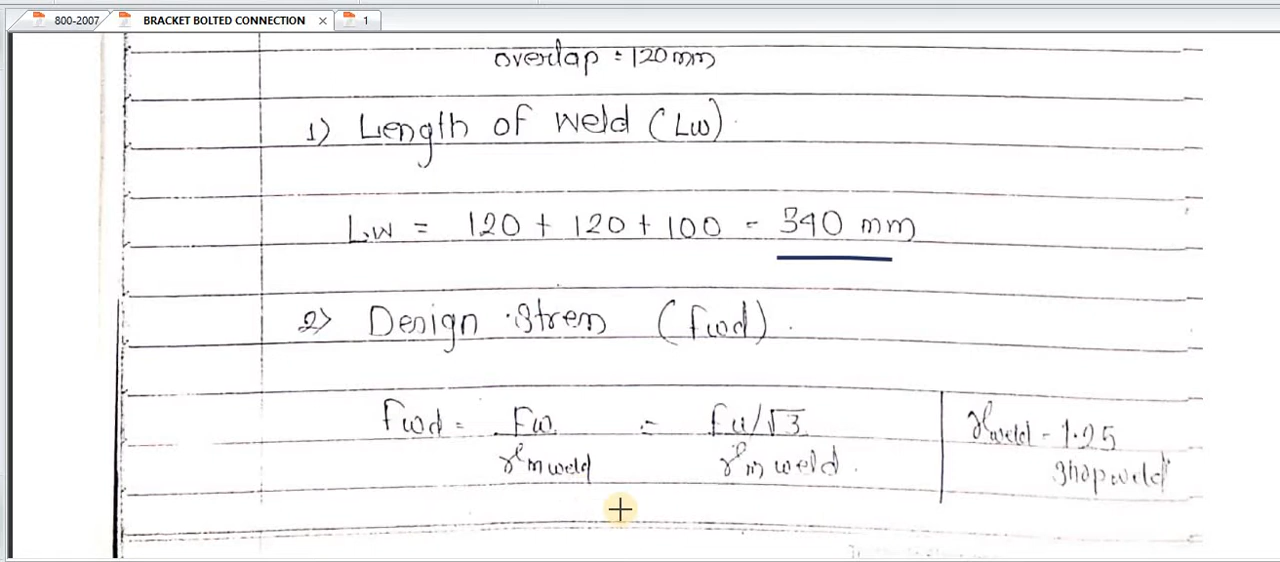 800-2007 BRACKET BOLTED CONNECTION × 1
overlap = 120 mm
1) Length of weld (Lw).
Lw = 120 + 120 + 100 = 340 mm
2) Design stress (fwd).
Fwd = Fw / γm weld = fu/√3 / γm weld.
γweld = 1.25
shop weld